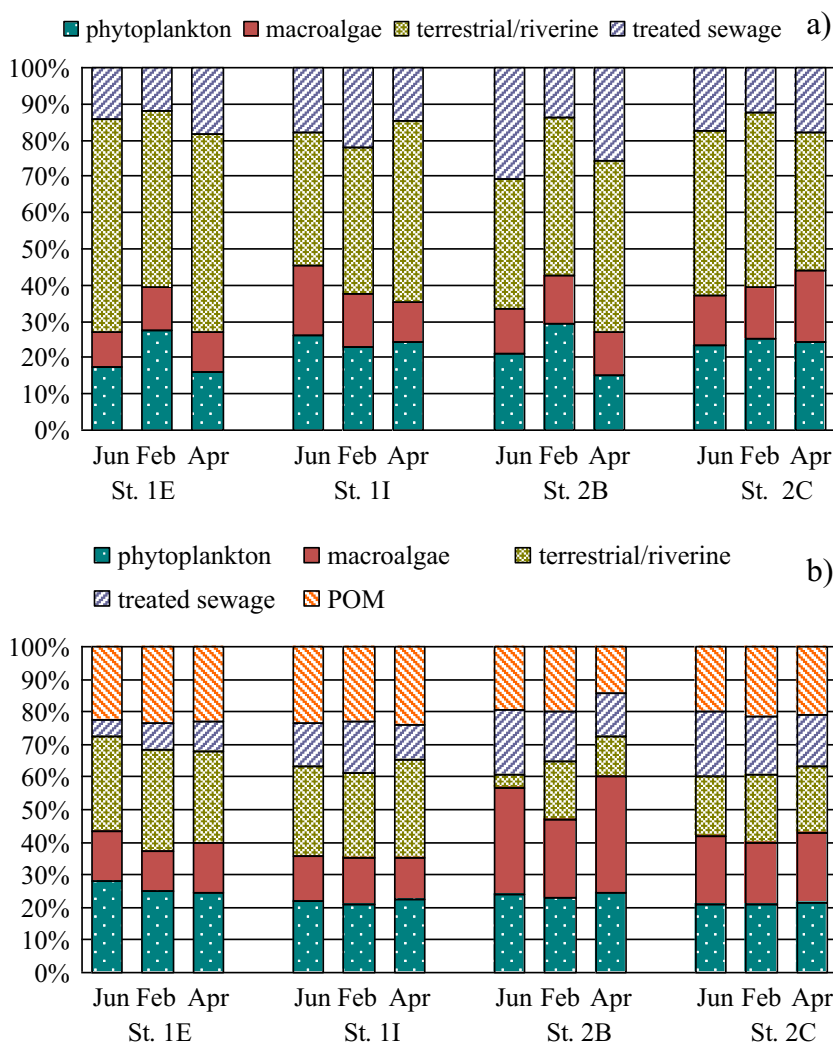 phytoplankton macroalgae terrestrial/riverine treated sewage a)
100%
90%
80%
70%
60%
50%
40%
30%
20%
10%
0%
Jun Feb Apr Jun Feb Apr Jun Feb Apr Jun Feb Apr
St. 1E St. 1I St. 2B St. 2C
phytoplankton macroalgae terrestrial/riverine
b)
treated sewage POM
100%
90%
80%
70%
60%
50%
40%
30%
20%
10%
0%
Jun Feb Apr Jun Feb Apr Jun Feb Apr Jun Feb Apr
St. 1E St. 1I St. 2B St. 2C